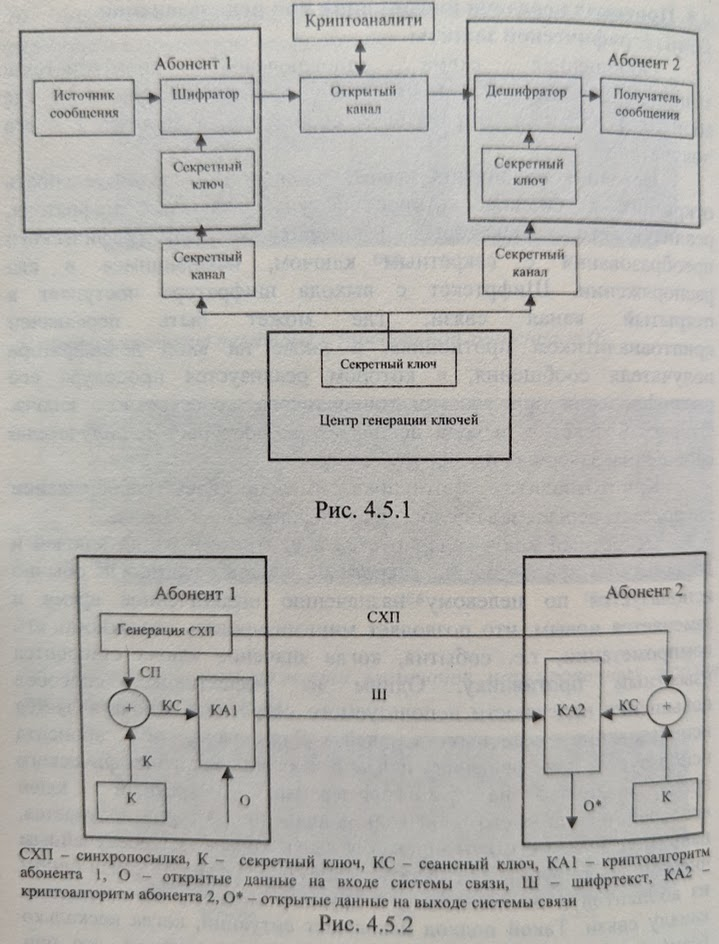 Криптоаналити
Абонент 1
Абонент 2
Источник
сообщения
Шифратор
Открытый
канал
Дешифратор
Получатель
сообщения
Секретный
ключ
Секретный
ключ
Секретный
канал
Секретный
канал
Секретный ключ
Центр генерации ключей
Рис. 4.5.1
Абонент 1
Абонент 2
Генерация СХП
СХП
СП
+
КС
КА1
Ш
КА2
КС
+
К
К
О
О*
К
К
СХП – синхропосылка, К – секретный ключ, КС – сеансный ключ, КА1 – криптоалгоритм
абонента 1, О – открытые данные на входе системы связи, Ш – шифртекст, КА2 –
криптоалгоритм абонента 2, О* – открытые данные на выходе системы связи
Рис. 4.5.2